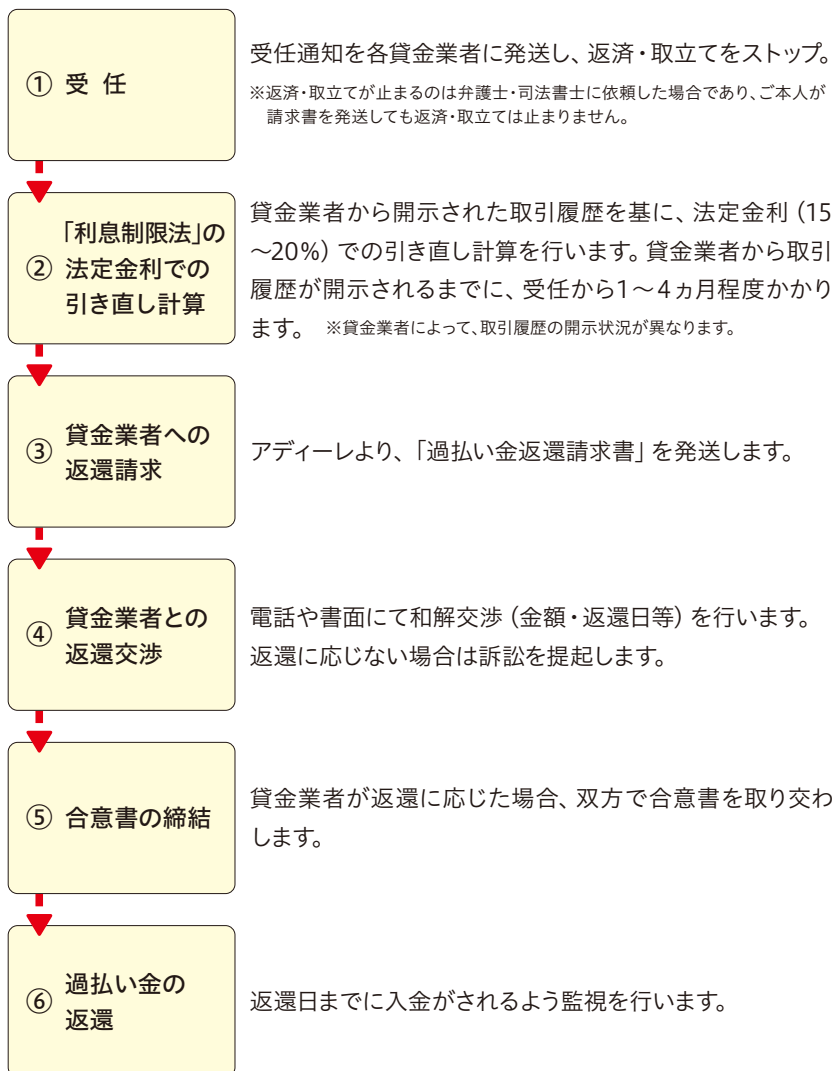 ① 受 任
受任通知を各貸金業者に発送し、返済・取立てをストップ。
※返済・取立てが止まるのは弁護士・司法書士に依頼した場合であり、ご本人が
請求書を発送しても返済・取立ては止まりません。
②
「利息制限法」の
法定金利での
引き直し計算
貸金業者から開示された取引履歴を基に、法定金利（15
～20%）での引き直し計算を行います。貸金業者から取引
履歴が開示されるまでに、受任から1～4ヵ月程度かかり
ます。 ※貸金業者によって、取引履歴の開示状況が異なります。
③
貸金業者への
返還請求
アディーレより、「過払い金返還請求書」を発送します。
④
貸金業者との
返還交渉
電話や書面にて和解交渉（金額・返還日等）を行います。
返還に応じない場合は訴訟を提起します。
⑤ 合意書の締結
貸金業者が返還に応じた場合、双方で合意書を取り交わ
します。
⑥
過払い金の
返還
返還日までに入金がされるよう監視を行います。